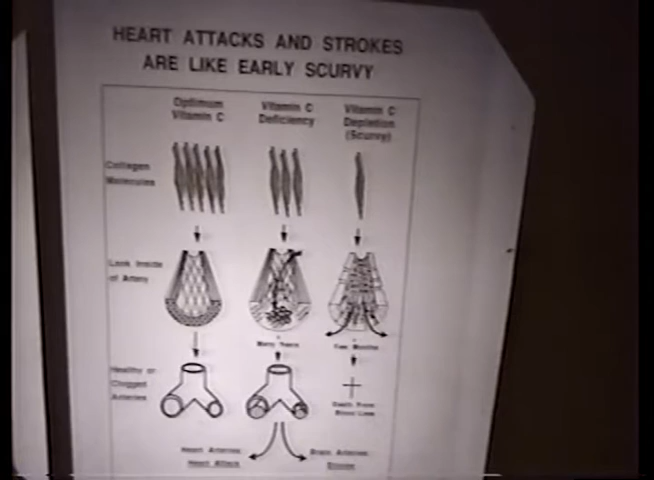 HEART ATTACKS AND STROKES
ARE LIKE EARLY SCURVY
Optimum
Vitamin C
Vitamin C
Deficiency
Vitamin C
Depletion
(Scurvy)
Collagen
Molecules
Look Inside
of Artery
Many Years
Few Months
Healthy or
Clogged
Arteries
Death From
Blood Loss
Heart Arteries:
Heart Attack
Brain Arteries:
Stroke